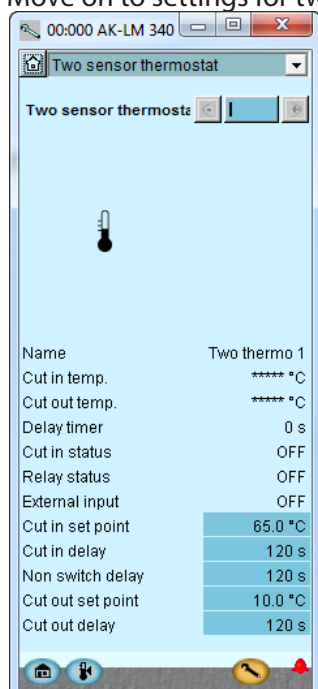 Move on to settings for tw
00:000 AK-LM 340
Two sensor thermostat
Two sensor thermosta
Name Two thermo 1
Cut in temp. ***** °C
Cut out temp. ***** °C
Delay timer 0 s
Cut in status OFF
Relay status OFF
External input OFF
Cut in set point 65.0 °C
Cut in delay 120 s
Non switch delay 120 s
Cut out set point 10.0 °C
Cut out delay 120 s